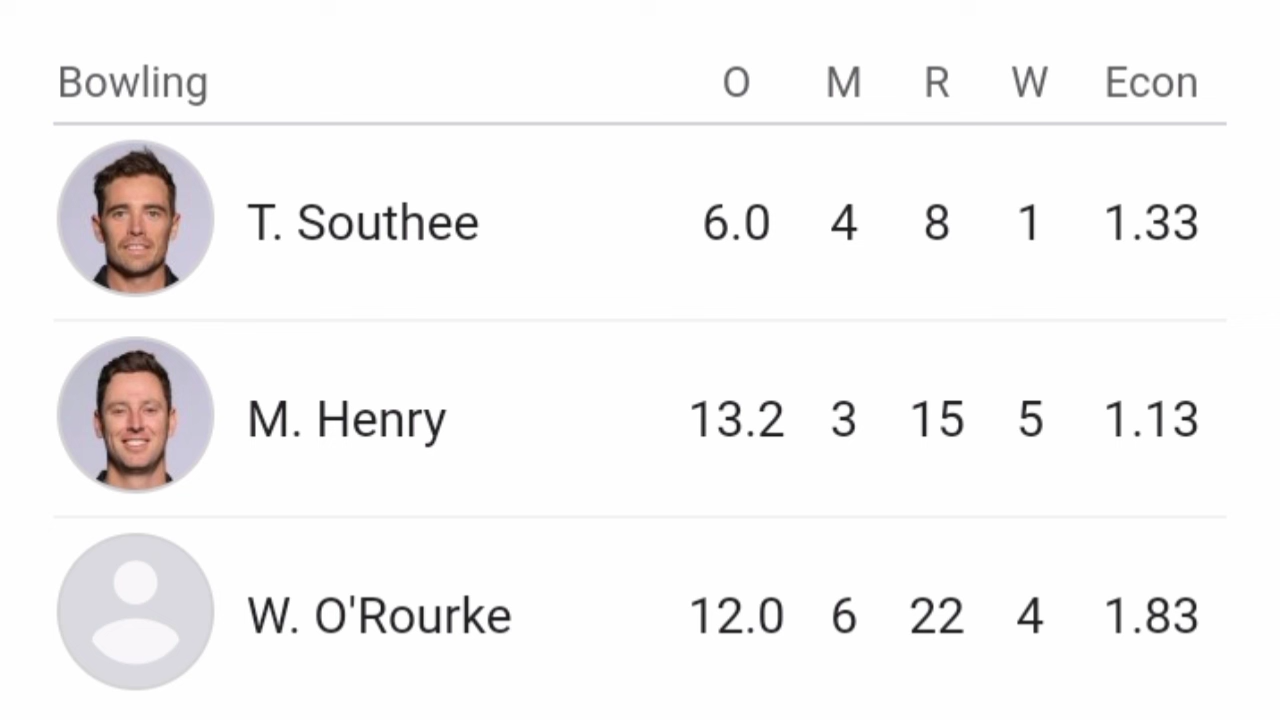 Bowling O M R W Econ
T. Southee 6.0 4 8 1 1.33
M. Henry 13.2 3 15 5 1.13
W. O'Rourke 12.0 6 22 4 1.83